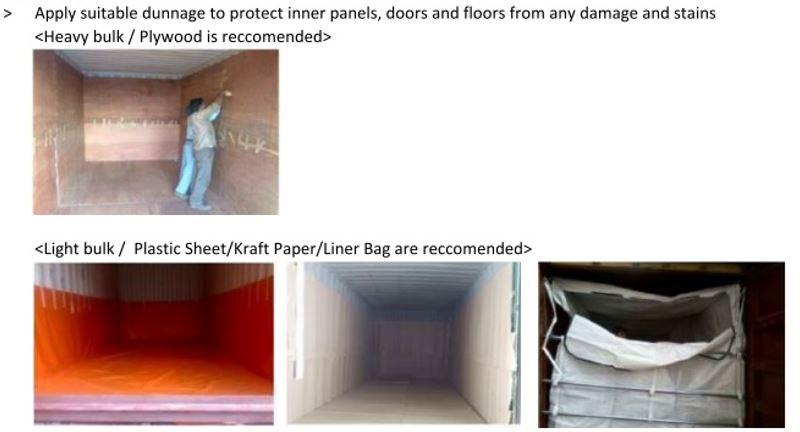 > Apply suitable dunnage to protect inner panels, doors and floors from any damage and stains
<Heavy bulk / Plywood is reccomended>
<Light bulk /  Plastic Sheet/Kraft Paper/Liner Bag are reccomended>